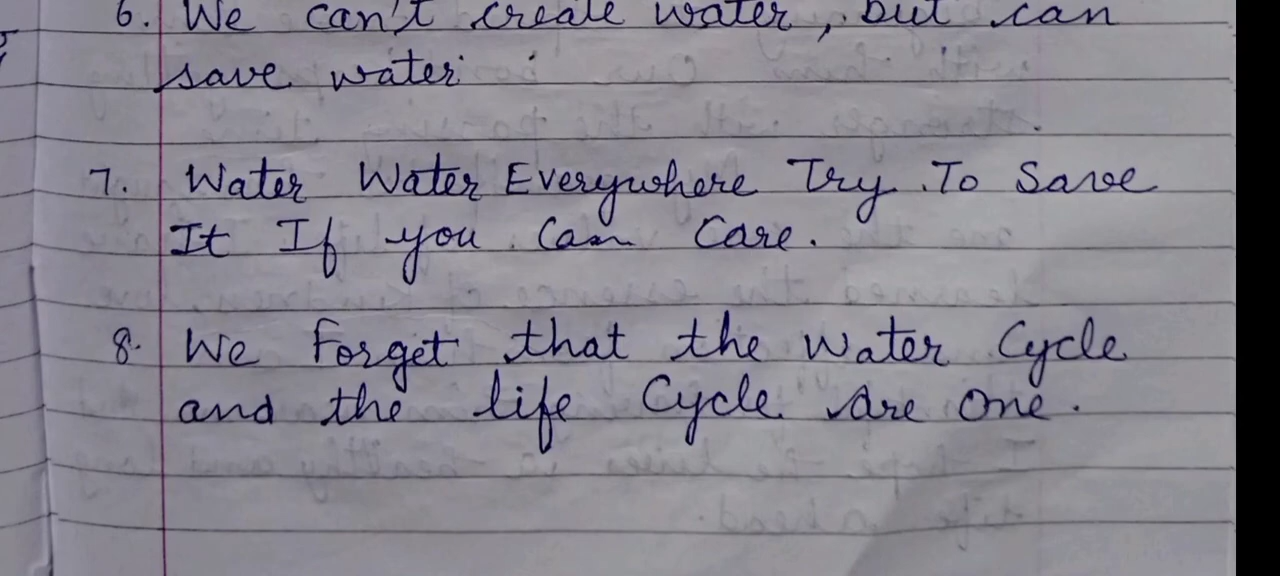 6. We can't create water, but can
save water
7. Water Water Everywhere Try To Save
It If you Can Care.
8. We Forget that the Water Cycle
and the life Cycle Are One.